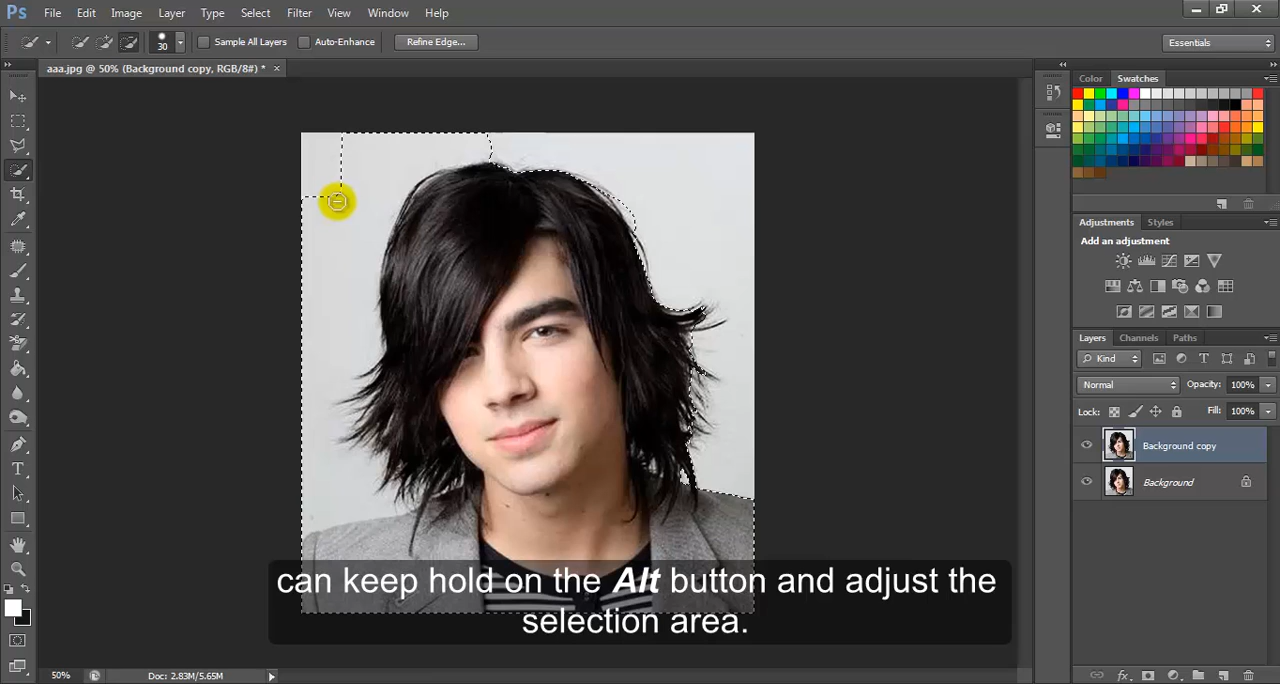 Ps File Edit Image Layer Type Select Filter View Window Help
30 Sample All Layers Auto-Enhance Refine Edge... Essentials
aaa.jpg @ 50% (Background copy, RGB/8#) * ×
Color Swatches
Adjustments Styles
Add an adjustment
Layers Channels Paths
Kind
Normal Opacity: 100%
Lock: Fill: 100%
Background copy
Background
can keep hold on the Alt button and adjust the
selection area.
50% Doc: 2.83M/5.65M